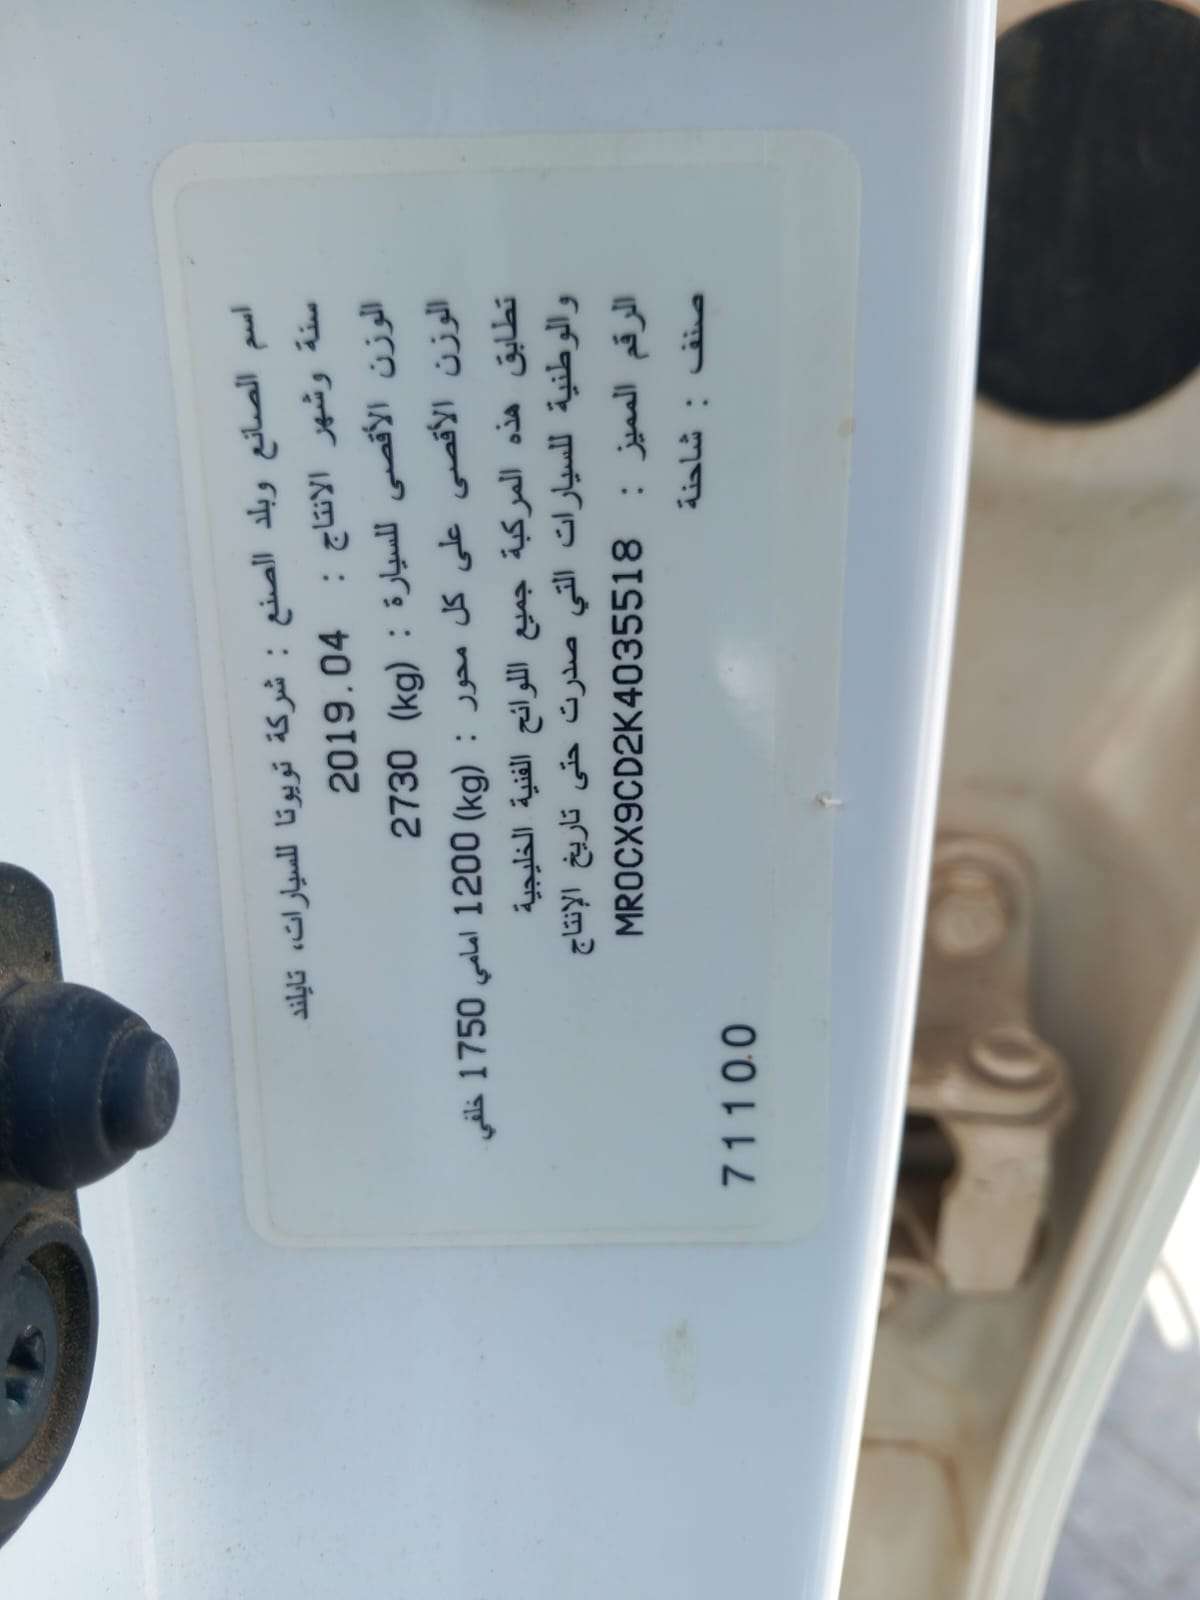 اسم الصانع وبلد الصنع : شركة تويوتا للسيارات، تايلند
سنة وشهر الانتاج : 2019.04
الوزن الأقصى للسيارة : (kg) 2730
الوزن الأقصى على كل محور : (kg) 1200 امامي 1750 خلفي
تطابق هذه المركبة جميع اللوائح الفنية الخليجية
والوطنية للسيارات التي صدرت حتى تاريخ الإنتاج
الرقم المميز : MR0CX9CD2K4035518
صنف : شاحنة
71100